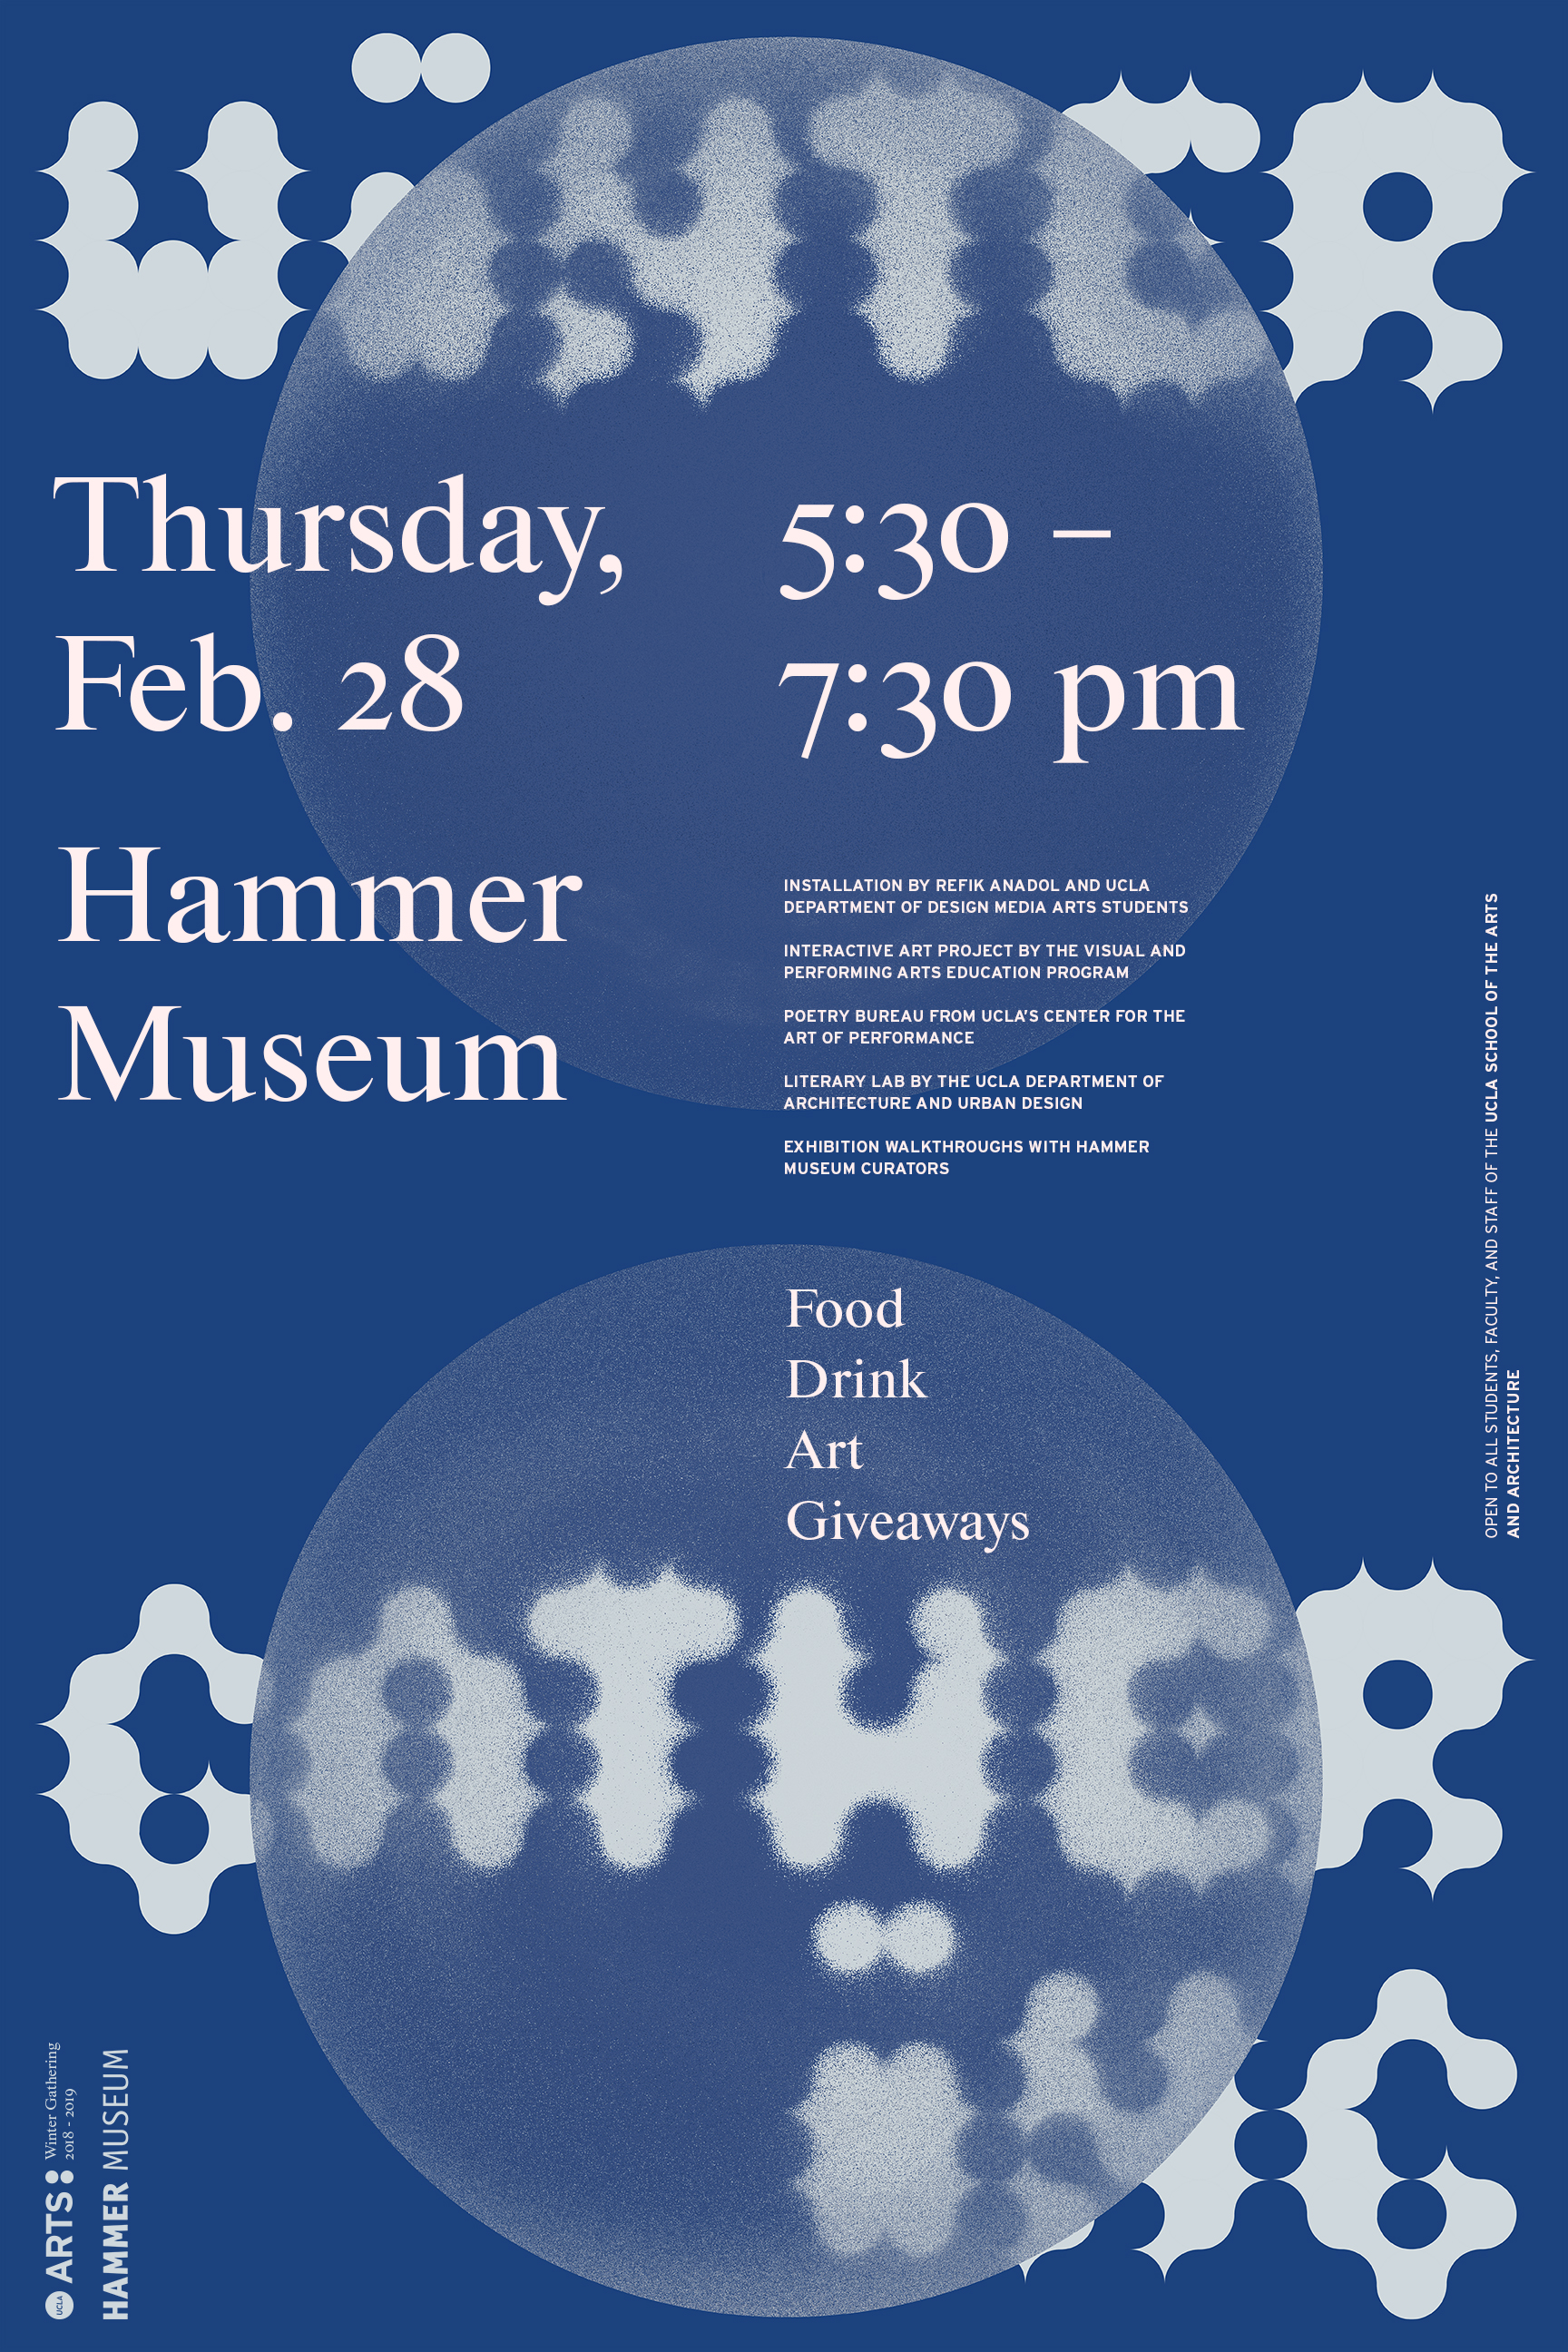 WINTER
Thursday,
Feb. 28
5:30 –
7:30 pm
Hammer
Museum
INSTALLATION BY REFIK ANADOL AND UCLA
DEPARTMENT OF DESIGN MEDIA ARTS STUDENTS
INTERACTIVE ART PROJECT BY THE VISUAL AND
PERFORMING ARTS EDUCATION PROGRAM
POETRY BUREAU FROM UCLA’S CENTER FOR THE
ART OF PERFORMANCE
LITERARY LAB BY THE UCLA DEPARTMENT OF
ARCHITECTURE AND URBAN DESIGN
EXHIBITION WALKTHROUGHS WITH HAMMER
MUSEUM CURATORS
OPEN TO ALL STUDENTS, FACULTY, AND STAFF OF THE UCLA SCHOOL OF THE ARTS
AND ARCHITECTURE
Food
Drink
Art
Giveaways
GATHER
ING
UCLA ARTS
Winter Gathering
2018 - 2019
HAMMER MUSEUM